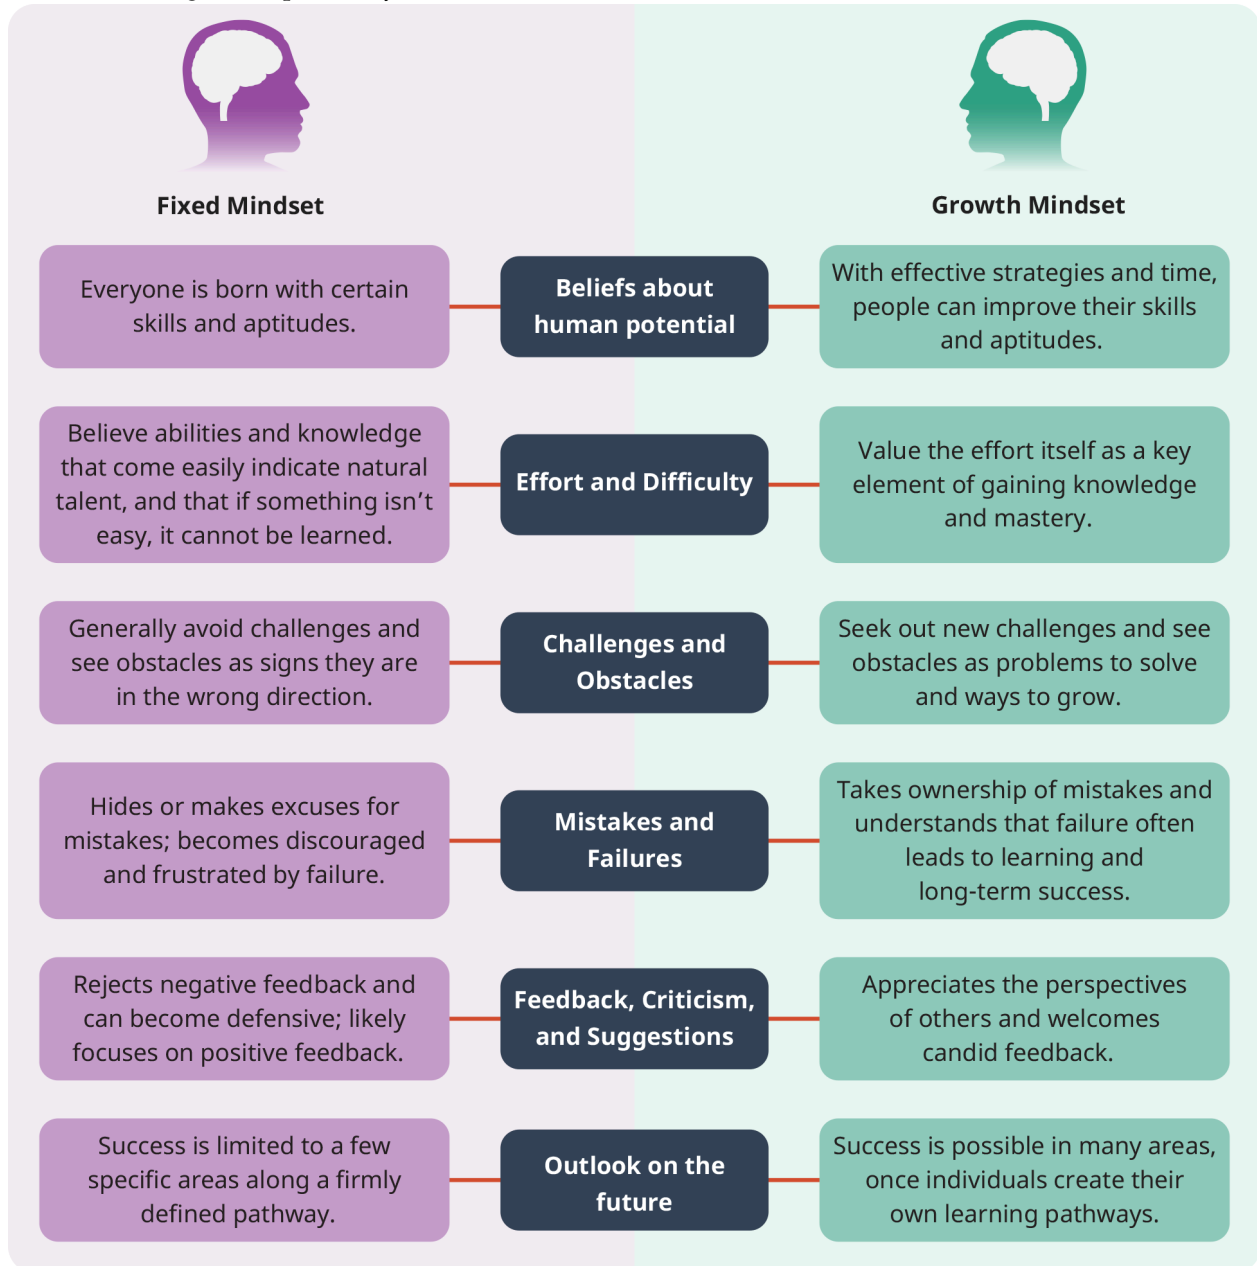 Fixed Mindset
Growth Mindset
Everyone is born with certain
skills and aptitudes.
Beliefs about
human potential
With effective strategies and time,
people can improve their skills
and aptitudes.
Believe abilities and knowledge
that come easily indicate natural
talent, and that if something isn’t
easy, it cannot be learned.
Effort and Difficulty
Value the effort itself as a key
element of gaining knowledge
and mastery.
Generally avoid challenges and
see obstacles as signs they are
in the wrong direction.
Challenges and
Obstacles
Seek out new challenges and see
obstacles as problems to solve
and ways to grow.
Hides or makes excuses for
mistakes; becomes discouraged
and frustrated by failure.
Mistakes and
Failures
Takes ownership of mistakes and
understands that failure often
leads to learning and
long-term success.
Rejects negative feedback and
can become defensive; likely
focuses on positive feedback.
Feedback, Criticism,
and Suggestions
Appreciates the perspectives
of others and welcomes
candid feedback.
Success is limited to a few
specific areas along a firmly
defined pathway.
Outlook on the
future
Success is possible in many areas,
once individuals create their
own learning pathways.